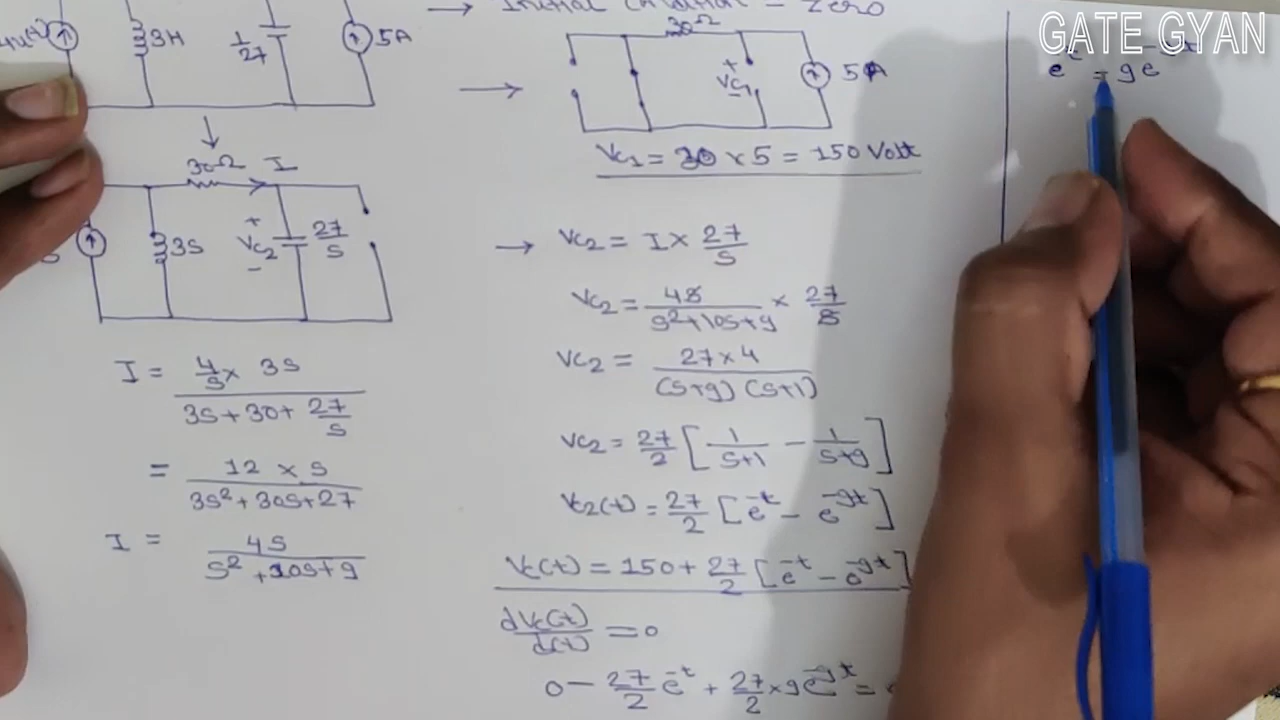 → Initial Condition - Zero
GATE GYAN
4u(t)
3H
1/27
5A
30Ω
+
Vc1
-
5A
e^-t = 9e^-9t
Vc1 = 30 × 5 = 150 Volt
30Ω I
3s
+
Vc2
-
27/s
→ Vc2 = I × 27/s
Vc2 = 4s/(s²+10s+9) × 27/s
Vc2 = (27×4)/((s+9)(s+1))
Vc2 = 27/2 [1/(s+1) - 1/(s+9)]
Vc2(t) = 27/2 [e^-t - e^-9t]
Vc(t) = 150 + 27/2 [e^-t - e^-9t]
dVc(t)/d(t) = 0
0 - 27/2 e^-t + 27/2 × 9e^-9t =
I = (4/s × 3s)/(3s + 30 + 27/s)
= (12 × s)/(3s² + 30s + 27)
I = 4s/(s² + 10s + 9)